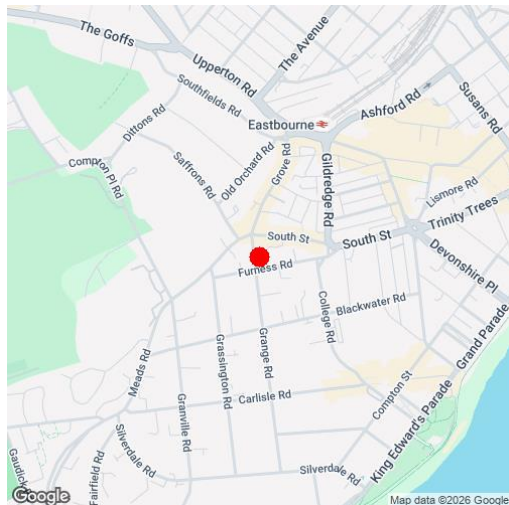 The Goffs
Upperton Rd
The Avenue
Southfields Rd
Ashford Rd
Susans Rd
Eastbourne
Dittons Rd
Old Orchard Rd
Grove Rd
Gildredge Rd
Compton Pl Rd
Saffrons Rd
Lismore Rd
Trinity Trees
South St
South St
Devonshire Pl
Furness Rd
College Rd
Blackwater Rd
Grand Parade
Meads Rd
Grassington Rd
Grange Rd
Compton St
Carlisle Rd
Granville Rd
King Edward's Parade
Silverdale Rd
Silverdale Rd
Fairfield Rd
Gaudick
Google
Map data ©2026 Google